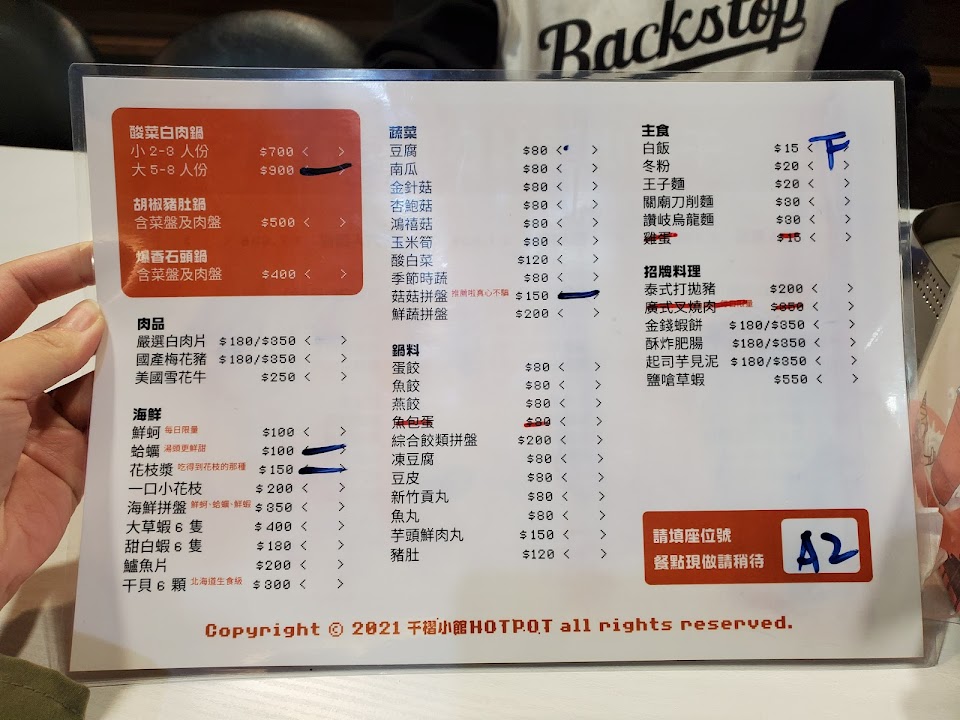 Backstop
酸菜白肉鍋
小 2-3 人份 $700 < >
大 5-8 人份 $900
胡椒豬肚鍋
含菜盤及肉盤 $500 < >
爆香石頭鍋
含菜盤及肉盤 $400 < >
肉品
嚴選白肉片 $180/$350 < >
國產梅花豬 $180/$350 < >
美國雪花牛 $250 < >
海鮮
鮮蚵 每日限量 $100 < >
蛤蠣 湯頭更鮮甜 $100 < >
花枝漿 吃得到花枝的那種 $150 < >
一口小花枝 $200 < >
海鮮拼盤 鮮蚵、蛤蠣、鮮蝦 $350 < >
大草蝦 6 隻 $400 < >
甜白蝦 6 隻 $180 < >
鱸魚片 $200 < >
干貝 6 顆 北海道生食級 $300 < >
蔬菜
豆腐 $80 < >
南瓜 $80 < >
金針菇 $80 < >
杏鮑菇 $80 < >
鴻禧菇 $80 < >
玉米筍 $80 < >
酸白菜 $120 < >
季節時蔬 $80 < >
菇菇拼盤 推薦啦真心不騙 $150 < >
鮮蔬拼盤 $200 < >
鍋料
蛋餃 $80 < >
魚餃 $80 < >
燕餃 $80 < >
魚包蛋 $80 < >
綜合餃類拼盤 $200 < >
凍豆腐 $80 < >
豆皮 $80 < >
新竹貢丸 $80 < >
魚丸 $80 < >
芋頭鮮肉丸 $150 < >
豬肚 $120 < >
主食
白飯 $15 < T >
冬粉 $20 < >
王子麵 $20 < >
關廟刀削麵 $30 < >
讚岐烏龍麵 $30 < >
雞蛋 $15 < >
招牌料理
泰式打拋豬 $200 < >
廣式叉燒肉 $350 < >
金錢蝦餅 $180/$350 < >
酥炸肥腸 $180/$350 < >
起司芋見泥 $180/$350 < >
鹽嗆草蝦 $550 < >
請填座位號
餐點現做請稍待
A2
Copyright © 2021 千褶小館HOTPOT all rights reserved.